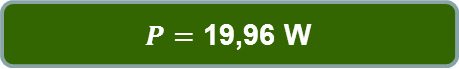 P = 19,96 W